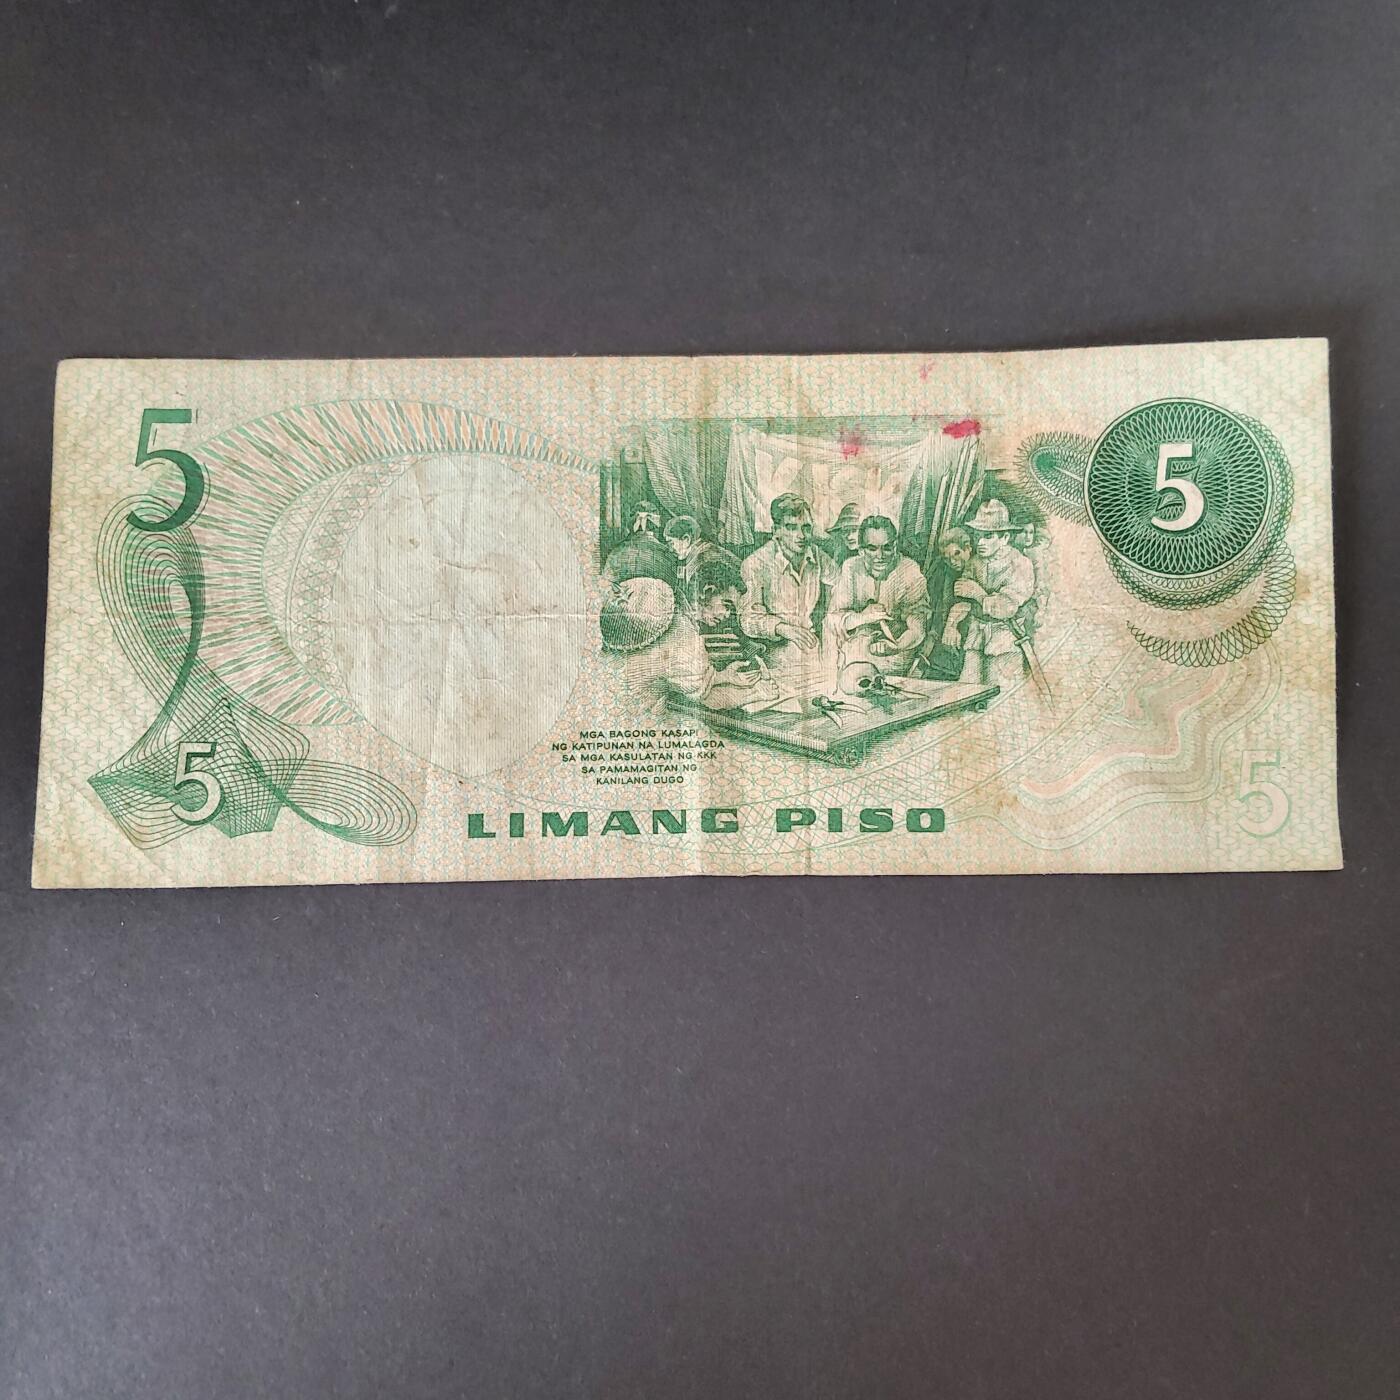 5
KKK
5
MGA BAGONG KASAPI
NG KATIPUNAN NA LUMALAGDA
SA MGA KASULATAN NG KKK
SA PAMAMAGITAN NG
KANILANG DUGO
5
5
LIMANG PISO